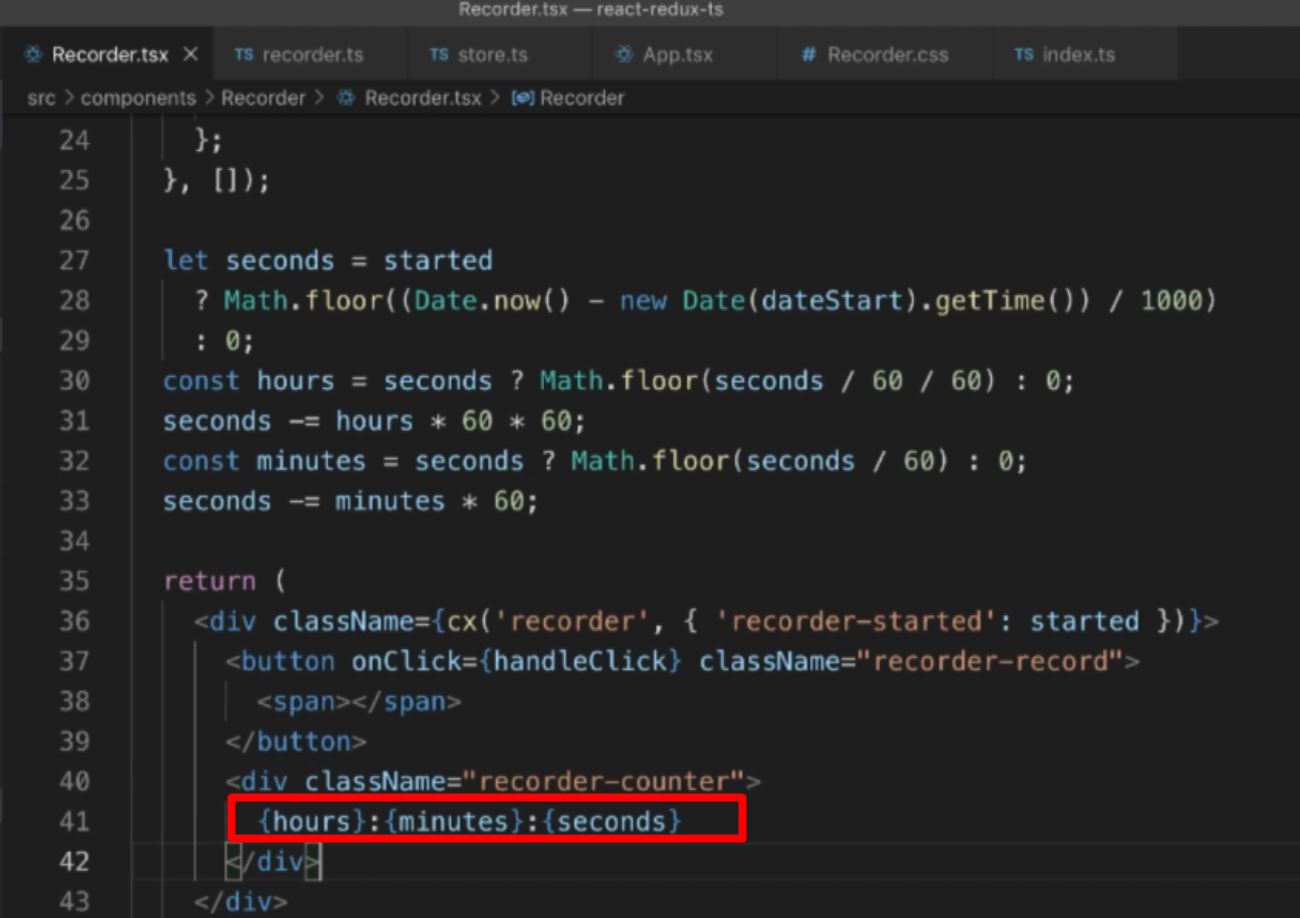 Recorder.tsx — react-redux-ts
Recorder.tsx × TS recorder.ts TS store.ts App.tsx # Recorder.css TS index.ts
src > components > Recorder > Recorder.tsx > Recorder
24 };
25 }, []);
26
27 let seconds = started
28 ? Math.floor((Date.now() - new Date(dateStart).getTime()) / 1000)
29 : 0;
30 const hours = seconds ? Math.floor(seconds / 60 / 60) : 0;
31 seconds -= hours * 60 * 60;
32 const minutes = seconds ? Math.floor(seconds / 60) : 0;
33 seconds -= minutes * 60;
34
35 return (
36 <div className={cx('recorder', { 'recorder-started': started })}>
37 <button onClick={handleClick} className="recorder-record">
38 <span></span>
39 </button>
40 <div className="recorder-counter">
41 {hours}:{minutes}:{seconds}
42 </div>
43 </div>